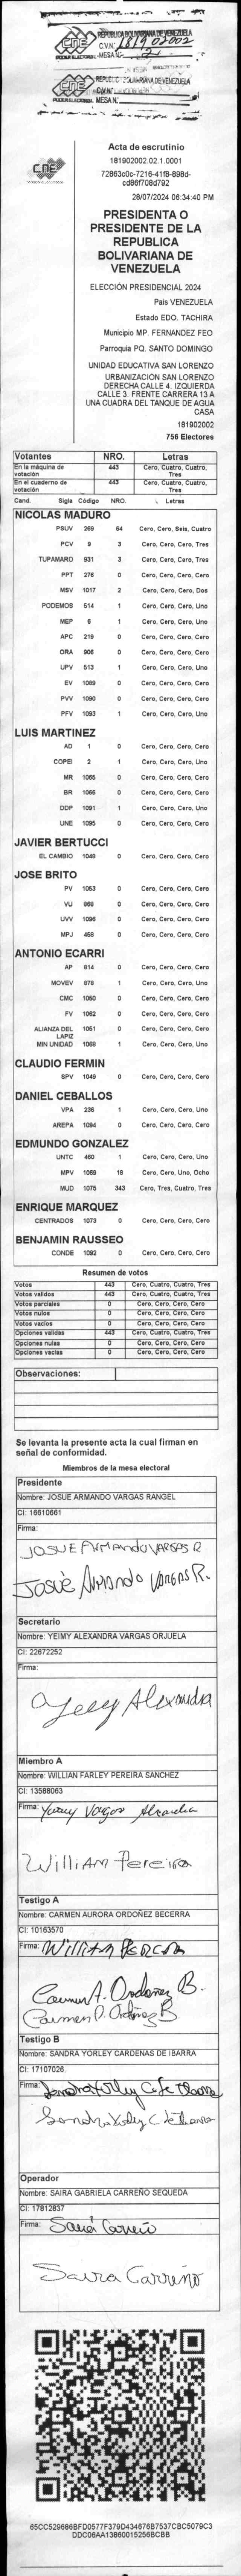 CNE
PODER ELECTORAL
REPÚBLICA BOLIVARIANA DE VENEZUELA
C.V.N° 181902002
MESA N° 2
CNE
PODER ELECTORAL
MESA N°
CNE
Acta de escrutinio
181902002.02.1.0001
72863c0c-7216-41f8-898d-
cd86f708d792
28/07/2024 06:34:40 PM
PRESIDENTA O
PRESIDENTE DE LA
REPUBLICA
BOLIVARIANA DE
VENEZUELA
ELECCIÓN PRESIDENCIAL 2024
País VENEZUELA
Estado EDO. TACHIRA
Municipio MP. FERNANDEZ FEO
Parroquia PQ. SANTO DOMINGO
UNIDAD EDUCATIVA SAN LORENZO
URBANIZACIÓN SAN LORENZO
DERECHA CALLE 4. IZQUIERDA
CALLE 3. FRENTE CARRERA 13 A
UNA CUADRA DEL TANQUE DE AGUA
CASA
181902002
756 Electores
Votantes NRO. Letras
En la máquina de votación 443 Cero, Cuatro, Cuatro, Tres
En el cuaderno de votación 443 Cero, Cuatro, Cuatro, Tres
Cand. Sigla Código NRO. Letras
NICOLAS MADURO
PSUV 269 64 Cero, Cero, Seis, Cuatro
PCV 9 3 Cero, Cero, Cero, Tres
TUPAMARO 931 3 Cero, Cero, Cero, Tres
PPT 276 0 Cero, Cero, Cero, Cero
MSV 1017 2 Cero, Cero, Cero, Dos
PODEMOS 514 1 Cero, Cero, Cero, Uno
MEP 6 1 Cero, Cero, Cero, Uno
APC 219 0 Cero, Cero, Cero, Cero
ORA 906 0 Cero, Cero, Cero, Cero
UPV 513 1 Cero, Cero, Cero, Uno
EV 1089 0 Cero, Cero, Cero, Cero
PVV 1090 0 Cero, Cero, Cero, Cero
PFV 1093 1 Cero, Cero, Cero, Uno
LUIS MARTINEZ
AD 1 0 Cero, Cero, Cero, Cero
COPEI 2 1 Cero, Cero, Cero, Uno
MR 1065 0 Cero, Cero, Cero, Cero
BR 1066 0 Cero, Cero, Cero, Cero
DDP 1091 1 Cero, Cero, Cero, Uno
UNE 1095 0 Cero, Cero, Cero, Cero
JAVIER BERTUCCI
EL CAMBIO 1048 0 Cero, Cero, Cero, Cero
JOSE BRITO
PV 1053 0 Cero, Cero, Cero, Cero
VU 868 0 Cero, Cero, Cero, Cero
UVV 1096 0 Cero, Cero, Cero, Cero
MPJ 458 0 Cero, Cero, Cero, Cero
ANTONIO ECARRI
AP 814 0 Cero, Cero, Cero, Cero
MOVEV 878 1 Cero, Cero, Cero, Uno
CMC 1050 0 Cero, Cero, Cero, Cero
FV 1052 0 Cero, Cero, Cero, Cero
ALIANZA DEL LAPIZ 1051 0 Cero, Cero, Cero, Cero
MIN UNIDAD 1068 1 Cero, Cero, Cero, Uno
CLAUDIO FERMIN
SPV 1049 0 Cero, Cero, Cero, Cero
DANIEL CEBALLOS
VPA 236 1 Cero, Cero, Cero, Uno
AREPA 1094 0 Cero, Cero, Cero, Cero
EDMUNDO GONZALEZ
UNTC 460 1 Cero, Cero, Cero, Uno
MPV 1069 18 Cero, Cero, Uno, Ocho
MUD 1075 343 Cero, Tres, Cuatro, Tres
ENRIQUE MARQUEZ
CENTRADOS 1073 0 Cero, Cero, Cero, Cero
BENJAMIN RAUSSEO
CONDE 1092 0 Cero, Cero, Cero, Cero
Resumen de votos
Votos 443 Cero, Cuatro, Cuatro, Tres
Votos validos 443 Cero, Cuatro, Cuatro, Tres
Votos parciales 0 Cero, Cero, Cero, Cero
Votos nulos 0 Cero, Cero, Cero, Cero
Votos vacios 0 Cero, Cero, Cero, Cero
Opciones validas 443 Cero, Cuatro, Cuatro, Tres
Opciones nulas 0 Cero, Cero, Cero, Cero
Opciones vacias 0 Cero, Cero, Cero, Cero
Observaciones:
Se levanta la presente acta la cual firman en
señal de conformidad.
Miembros de la mesa electoral
Presidente
Nombre: JOSUE ARMANDO VARGAS RANGEL
CI: 16610661
Firma:
JOSUE ARMANDO VARGAS R
Josue Armando Vargas R.
Secretario
Nombre: YEIMY ALEXANDRA VARGAS ORJUELA
CI: 22672252
Firma:
Yeimy Alexandra
Miembro A
Nombre: WILLIAN FARLEY PEREIRA SANCHEZ
CI: 13588063
Firma: Yeimy Vargas Alexandra
William Pereira
Testigo A
Nombre: CARMEN AURORA ORDOÑEZ BECERRA
CI: 10163570
Firma: William Pereira
Carmen A. Ordoñez B.
Carmen A. Ordoñez B
Testigo B
Nombre: SANDRA YORLEY CARDENAS DE IBARRA
CI: 17107026
Firma: Sandra Yorley C de Ibarra
Sandra Yorley C de Ibarra
Operador
Nombre: SAIRA GABRIELA CARREÑO SEQUEDA
CI: 17812837
Firma: Saira Carreño
Saira Carreño
65CC529686BFD0577F379D434676B7537CBC5079C3
DDC06AA13860015256BCBB